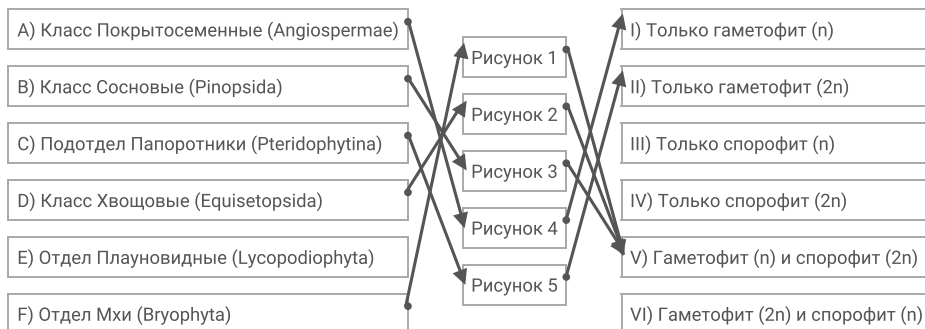 A) Класс Покрытосеменные (Angiospermae)
B) Класс Сосновые (Pinopsida)
C) Подотдел Папоротники (Pteridophytina)
D) Класс Хвощовые (Equisetopsida)
E) Отдел Плауновидные (Lycopodiophyta)
F) Отдел Мхи (Bryophyta)
Рисунок 1
Рисунок 2
Рисунок 3
Рисунок 4
Рисунок 5
I) Только гаметофит (n)
II) Только гаметофит (2n)
III) Только спорофит (n)
IV) Только спорофит (2n)
V) Гаметофит (n) и спорофит (2n)
VI) Гаметофит (2n) и спорофит (n)